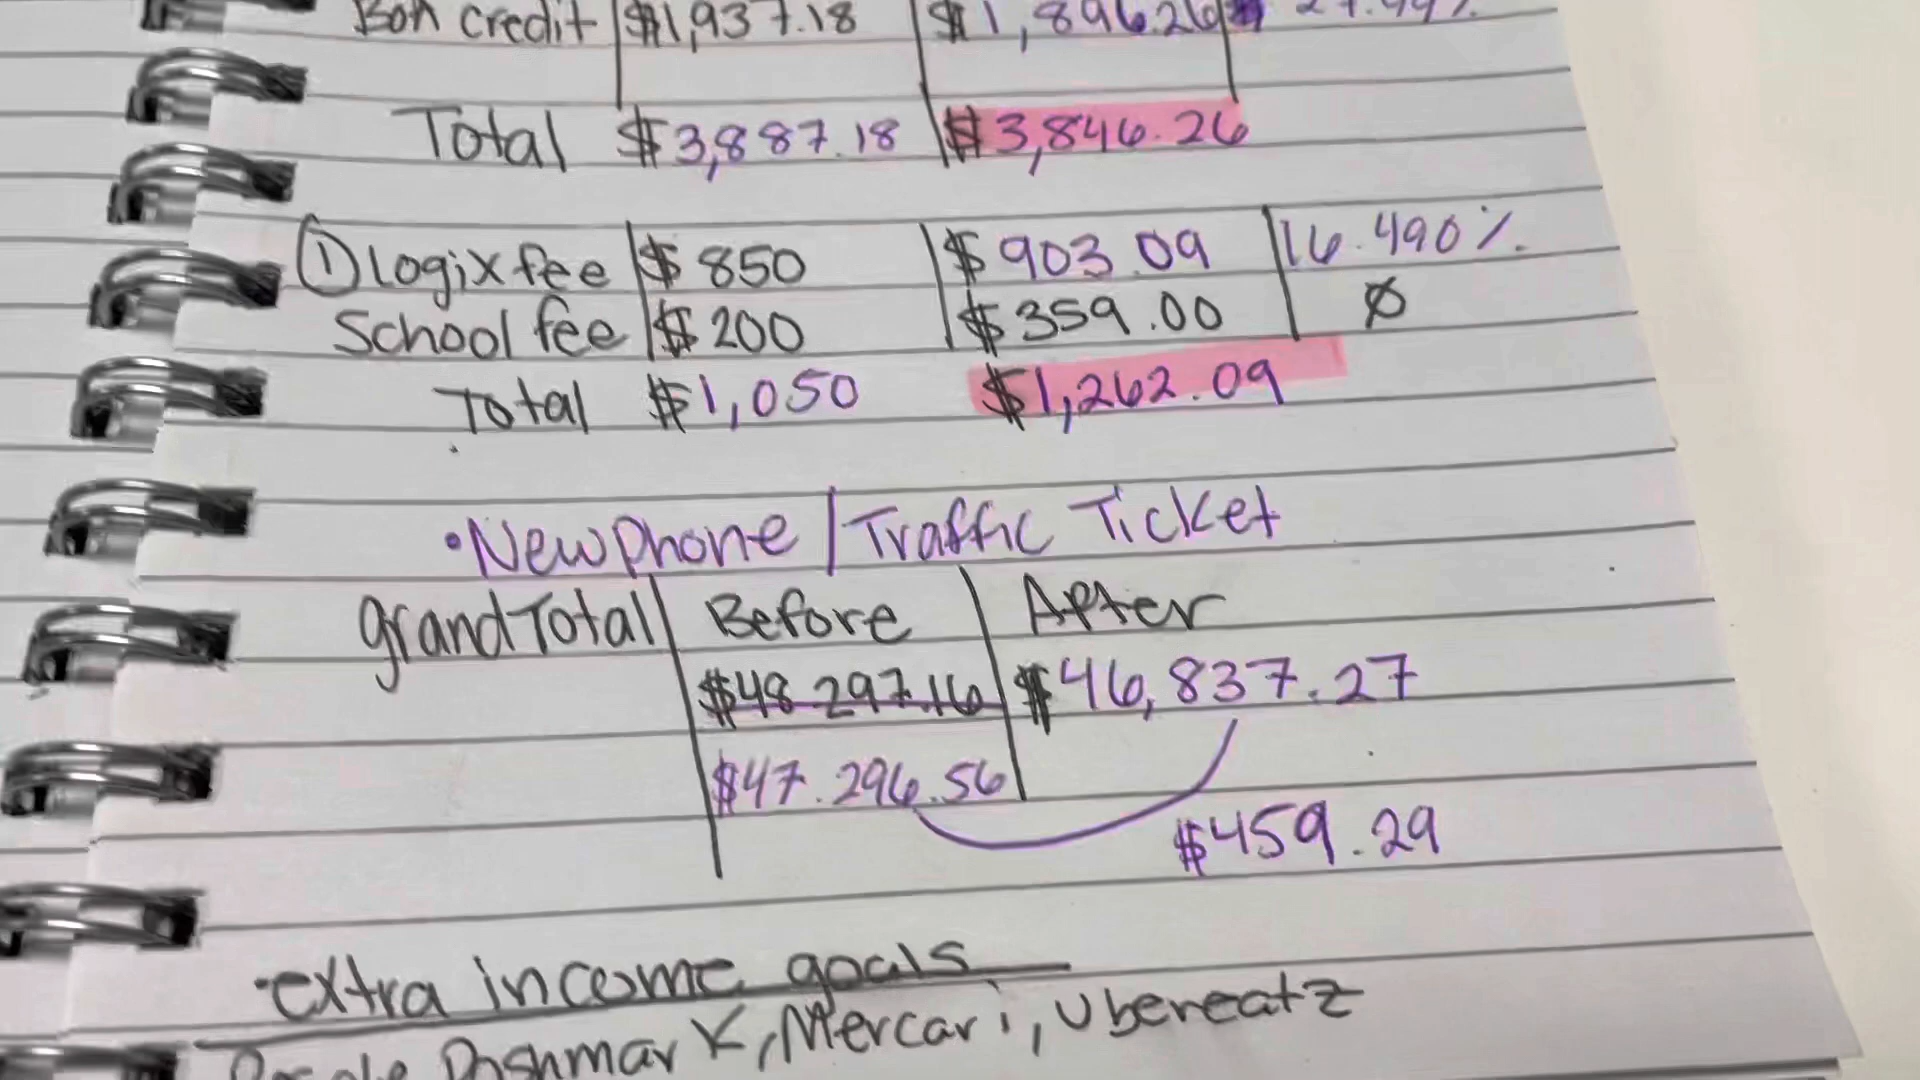 Boh credit $1,937.18 $1,896.26 27.99%
Total $3,887.18 $3,846.26
① Logix fee $850 $903.09 16.490%
School fee $200 $359.00 Ø
Total $1,050 $1,262.09
• New phone / Traffic Ticket
grand Total Before After
$48 297.16 $46,837.27
$47.296.56
$459.29
• extra income goals
Poshmark, Mercari, Ubereatz